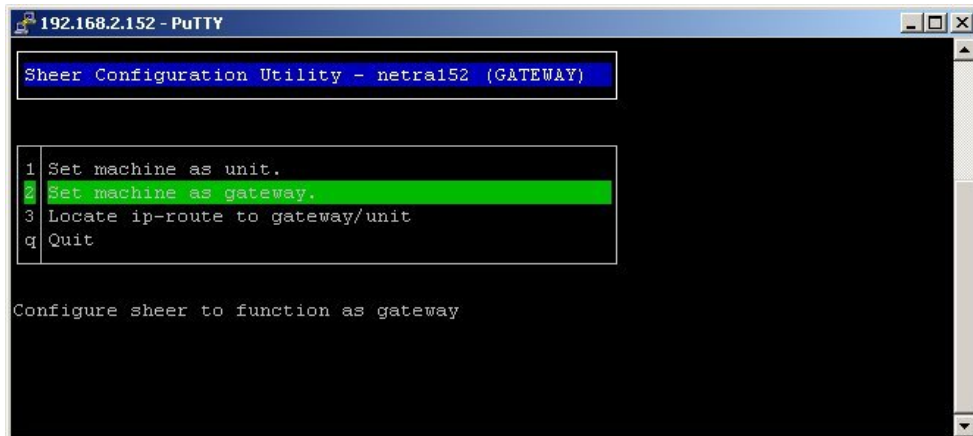 192.168.2.152 - PuTTY
Sheer Configuration Utility - netra152 (GATEWAY)
1 Set machine as unit.
2 Set machine as gateway.
3 Locate ip-route to gateway/unit
q Quit
Configure sheer to function as gateway